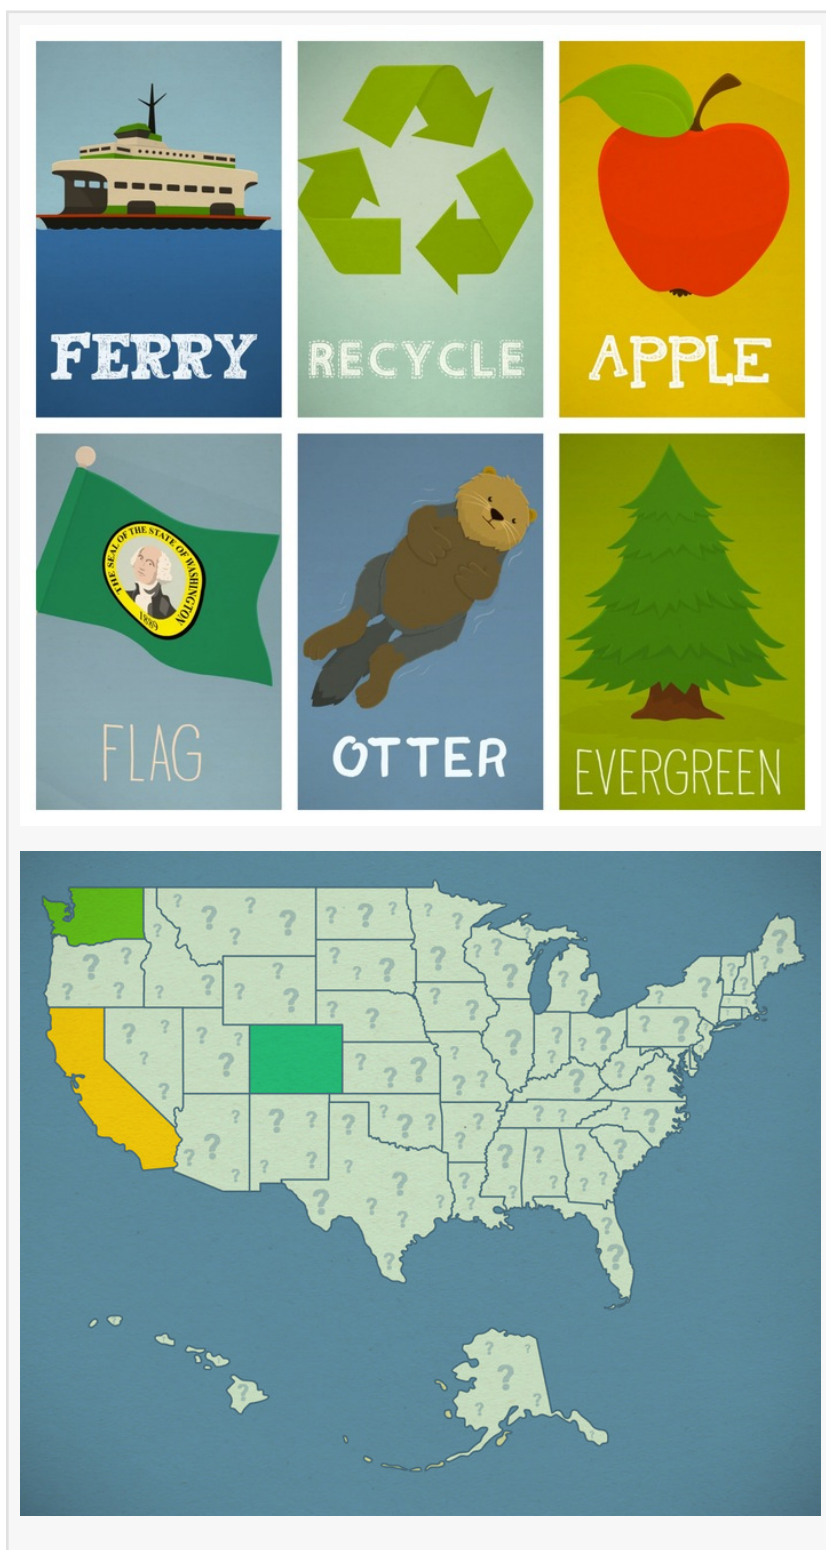 FERRY
RECYCLE
APPLE
THE SEAL OF THE STATE OF WASHINGTON
1889
FLAG
OTTER
EVERGREEN
? ? ? ? ? ? ? ? ? ?